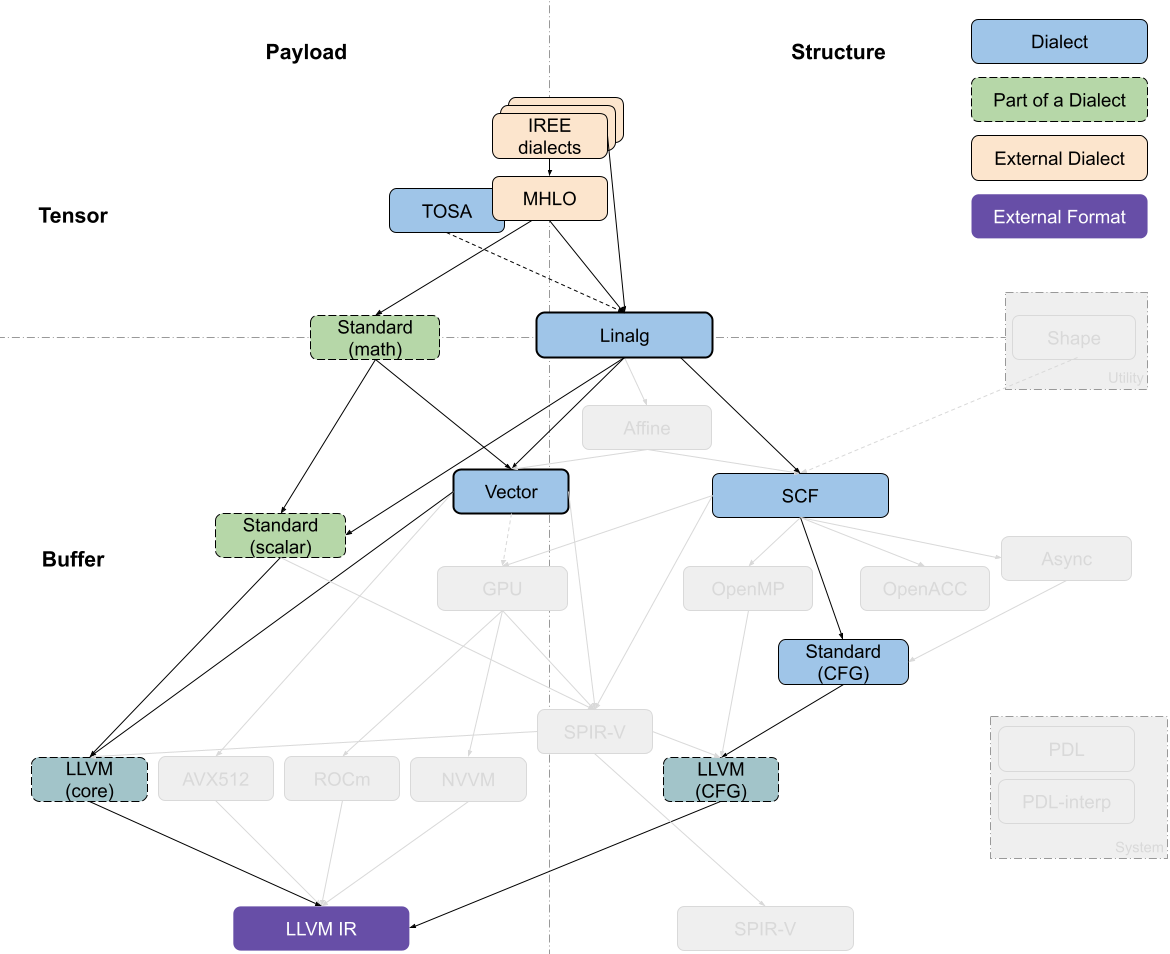 Payload
Structure
Dialect
Part of a Dialect
External Dialect
External Format
IREE
dialects
MHLO
TOSA
Tensor
Standard
(math)
Linalg
Shape
Utility
Affine
Vector
SCF
Standard
(scalar)
Buffer
GPU
OpenMP
OpenACC
Async
Standard
(CFG)
SPIR-V
LLVM
(core)
AVX512
ROCm
NVVM
LLVM
(CFG)
PDL
PDL-interp
System
LLVM IR
SPIR-V